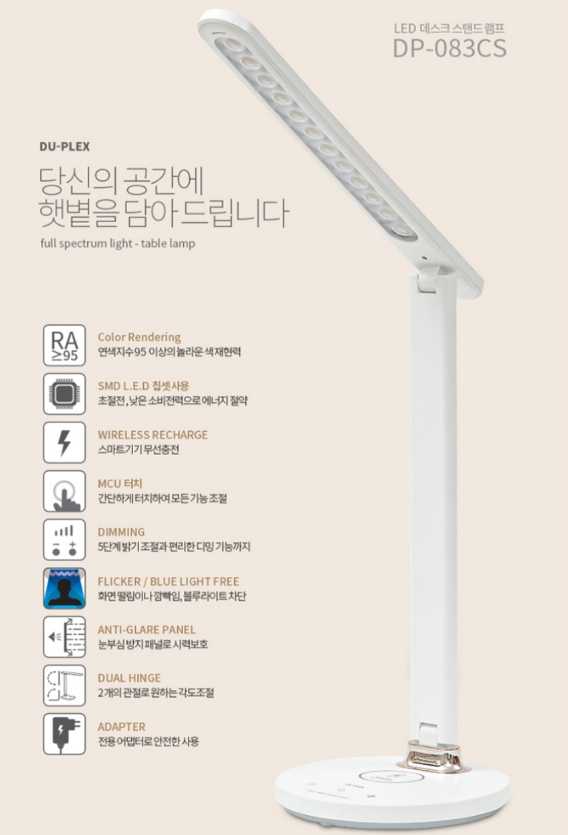 LED 데스크 스탠드 램프
DP-083CS
DU-PLEX
당신의 공간에
햇볕을 담아 드립니다
full spectrum light - table lamp
RA
≥95
Color Rendering
연색지수 95 이상의 놀라운 색 재현력
SMD L.E.D 칩셋사용
초절전, 낮은 소비전력으로 에너지 절약
WIRELESS RECHARGE
스마트기기 무선충전
MCU 터치
간단하게 터치하여 모든 기능 조절
DIMMING
5단계 밝기 조절과 편리한 디밍 기능까지
FLICKER / BLUE LIGHT FREE
화면 떨림이나 깜빡임, 블루라이트 차단
ANTI-GLARE PANEL
눈부심 방지 패널로 시력보호
DUAL HINGE
2개의 관절로 원하는 각도조절
ADAPTER
전용 어댑터로 안전한 사용